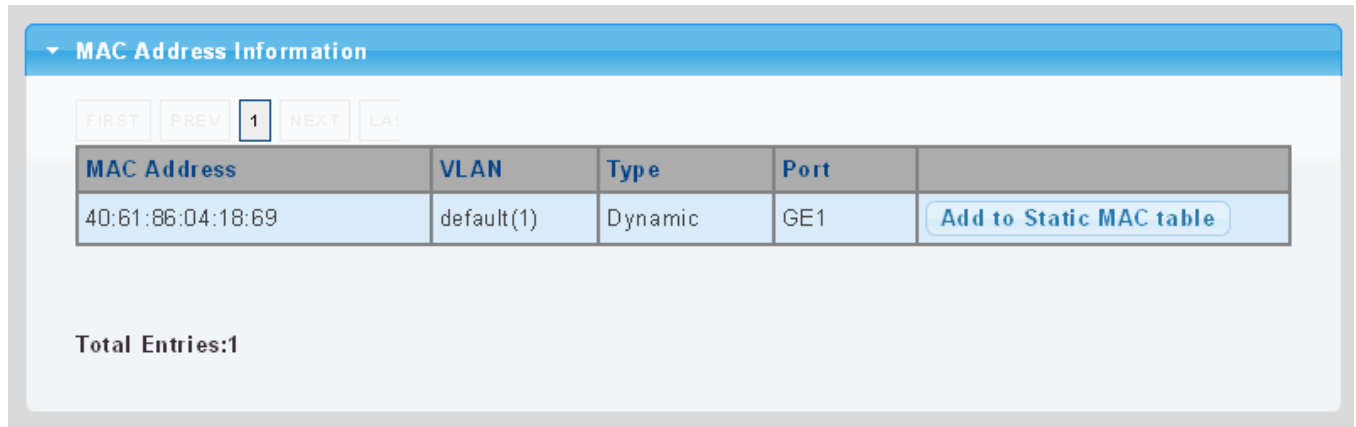 MAC Address Information
FIRST PREV 1 NEXT
MAC Address VLAN Type Port
40:61:86:04:18:69 default(1) Dynamic GE1 Add to Static MAC table
Total Entries:1